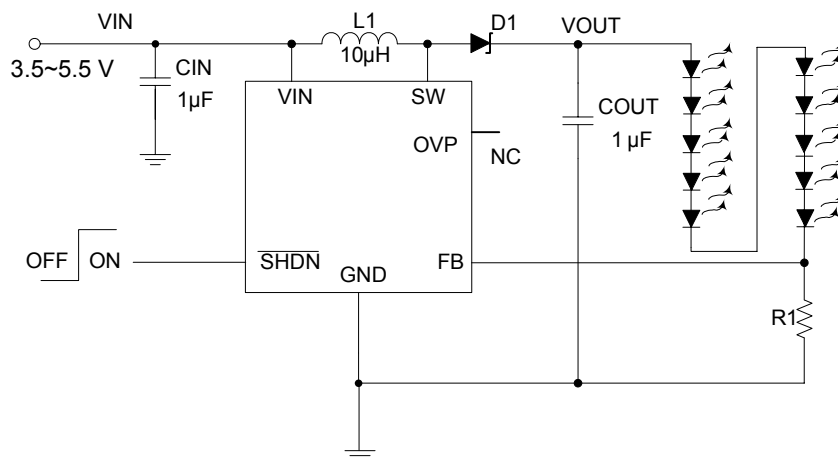 VIN
L1
D1
VOUT
10µH
3.5~5.5 V
CIN
1µF
VIN
SW
COUT
1 µF
OVP
NC
OFF
ON
SHDN
FB
GND
R1